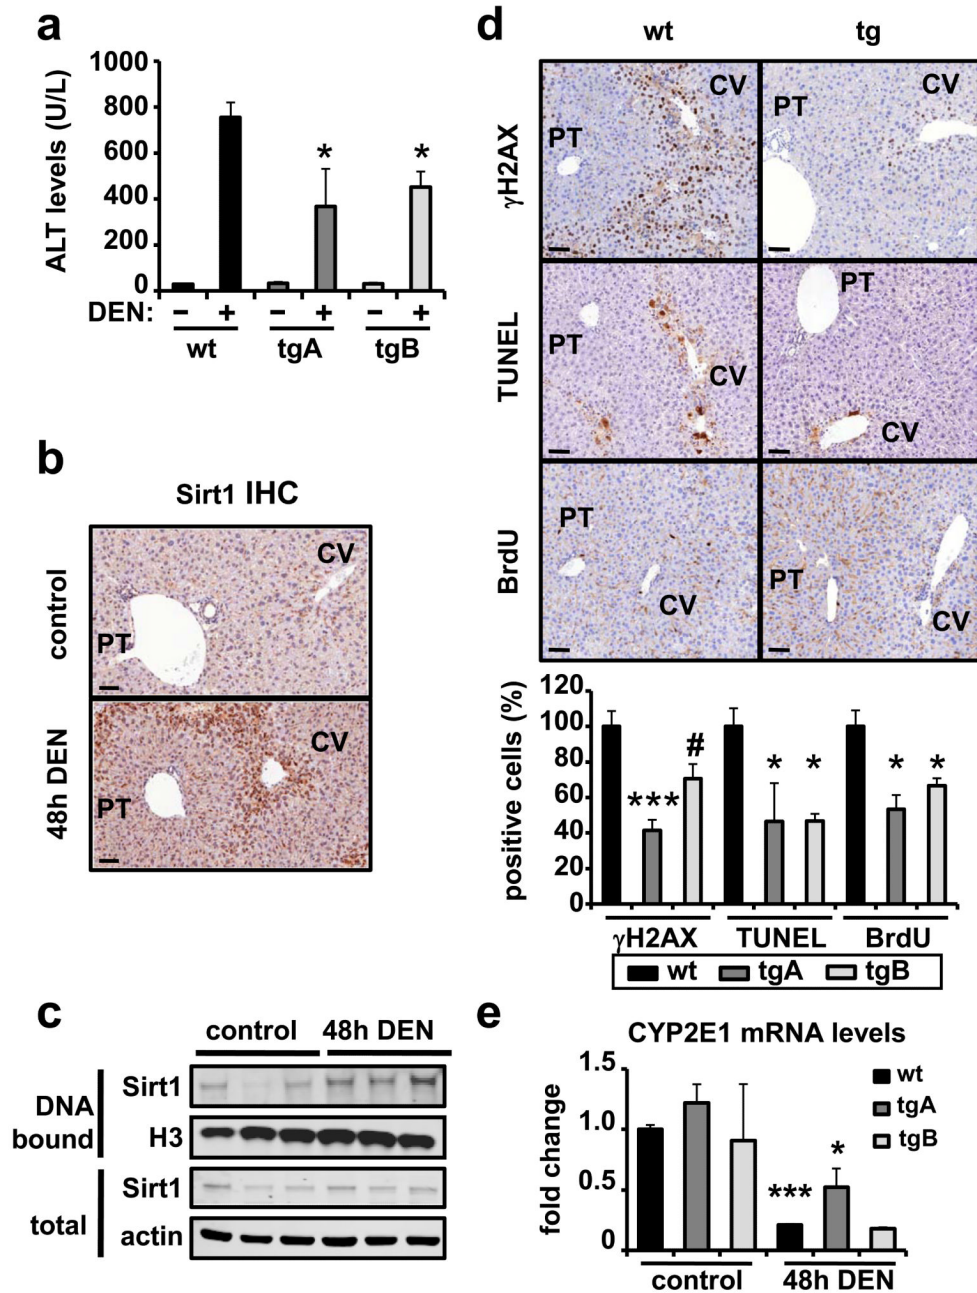 a
ALT levels (U/L)
800
600
400
200
0
*
*
DEN: − + − + − +
wt tgA tgB
b
Sirt1 IHC
control
CV
PT
48h DEN
CV
PT
c
control 48h DEN
DNA bound
Sirt1
H3
total
Sirt1
actin
d
wt tg
γH2AX
CV
PT
CV
PT
TUNEL
PT
CV
PT
CV
BrdU
PT
CV
PT
CV
positive cells (%)
120
100
80
60
40
20
0
*** # * * * *
γH2AX TUNEL BrdU
wt tgA tgB
e
CYP2E1 mRNA levels
fold change
1.5
1.0
0.5
0
wt
tgA
tgB
*** *
control 48h DEN